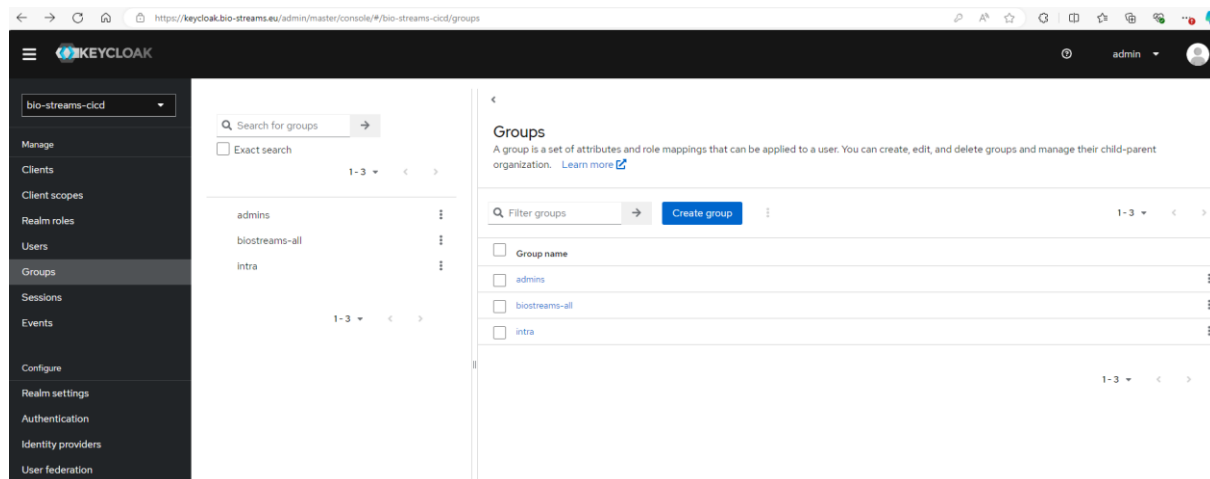 https://keycloak.bio-streams.eu/admin/master/console/#/bio-streams-cicd/groups
KEYCLOAK
admin
bio-streams-cicd
Manage
Clients
Client scopes
Realm roles
Users
Groups
Sessions
Events
Configure
Realm settings
Authentication
Identity providers
User federation
Search for groups
Exact search
1-3
admins
biostreams-all
intra
1-3
Groups
A group is a set of attributes and role mappings that can be applied to a user. You can create, edit, and delete groups and manage their child-parent
organization. Learn more
Filter groups
Create group
1-3
Group name
admins
biostreams-all
intra
1-3